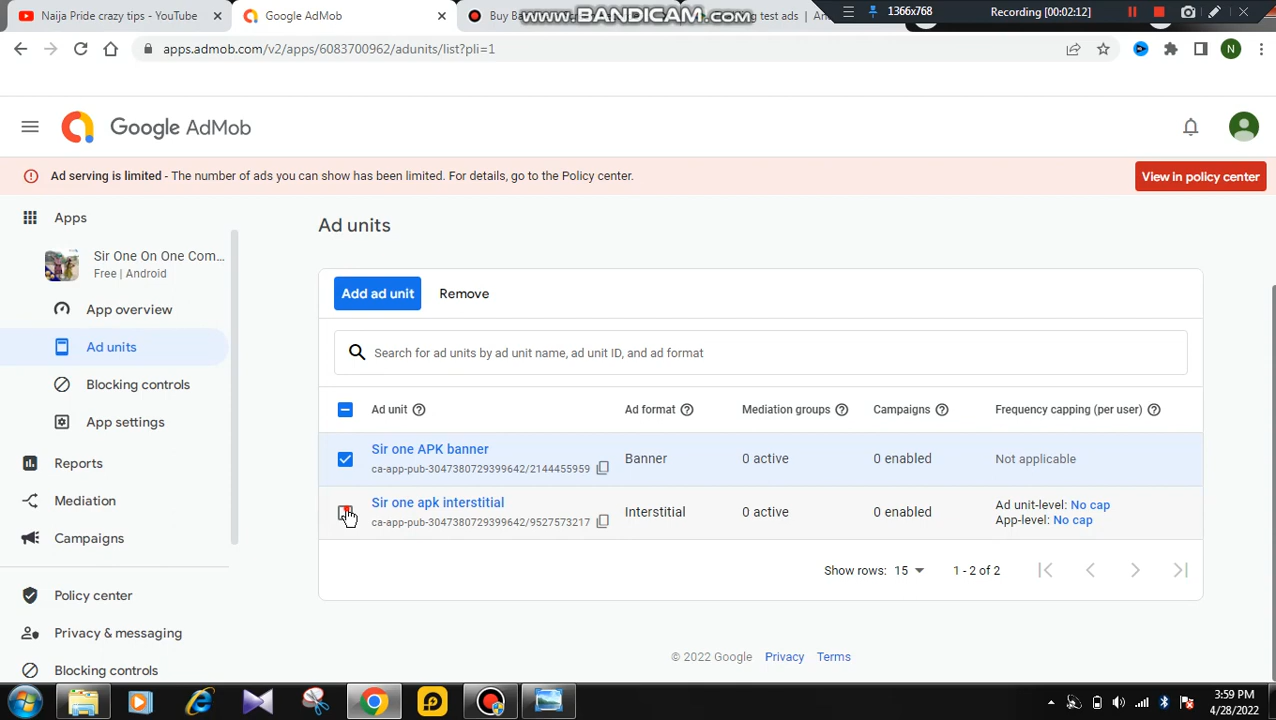 Naija Pride crazy tips - YouTube
Google AdMob
Buy Ba
WWW.BANDICAM.COM
g test ads | An
1366x768
Recording [00:02:12]
apps.admob.com/v2/apps/6083700962/adunits/list?pli=1
N
Google AdMob
Ad serving is limited - The number of ads you can show has been limited. For details, go to the Policy center.
View in policy center
Apps
Sir One On One Com...
Free | Android
App overview
Ad units
Blocking controls
App settings
Reports
Mediation
Campaigns
Policy center
Privacy & messaging
Blocking controls
Ad units
Add ad unit
Remove
Search for ad units by ad unit name, ad unit ID, and ad format
Ad unit
Ad format
Mediation groups
Campaigns
Frequency capping (per user)
Sir one APK banner
ca-app-pub-3047380729399642/2144455959
Banner
0 active
0 enabled
Not applicable
Sir one apk interstitial
ca-app-pub-3047380729399642/9527573217
Interstitial
0 active
0 enabled
Ad unit-level: No cap
App-level: No cap
Show rows: 15
1 - 2 of 2
© 2022 Google
Privacy
Terms
3:59 PM
4/28/2022